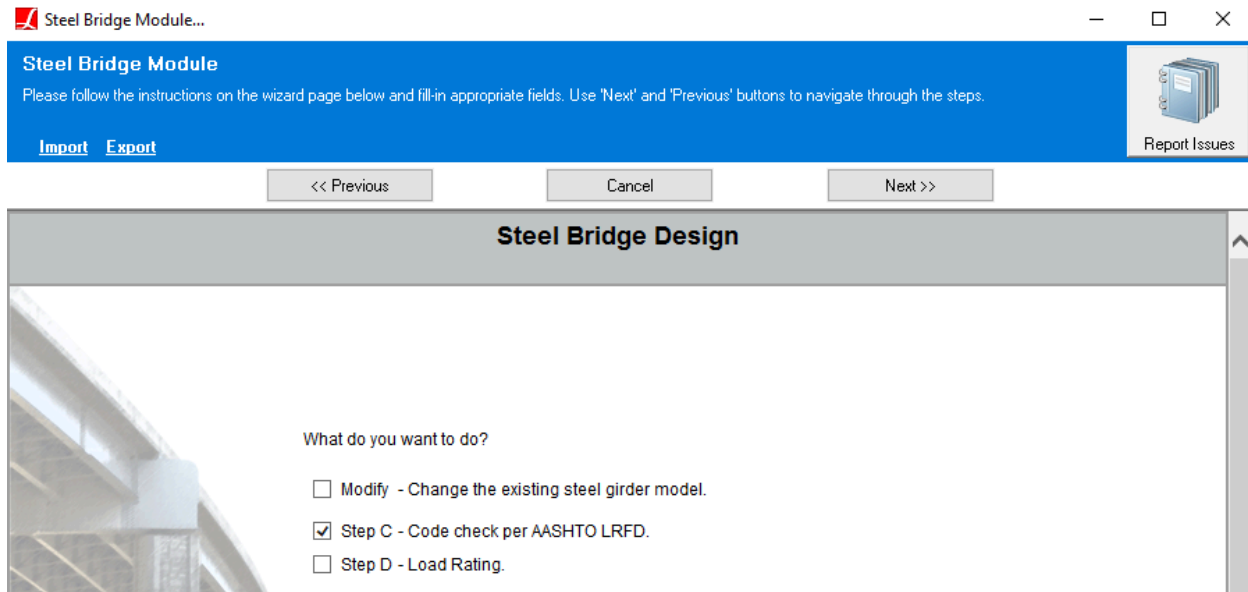 Steel Bridge Module...
Steel Bridge Module
Please follow the instructions on the wizard page below and fill-in appropriate fields. Use 'Next' and 'Previous' buttons to navigate through the steps.
Import Export
Report Issues
<< Previous Cancel Next >>
Steel Bridge Design
What do you want to do?
Modify - Change the existing steel girder model.
Step C - Code check per AASHTO LRFD.
Step D - Load Rating.